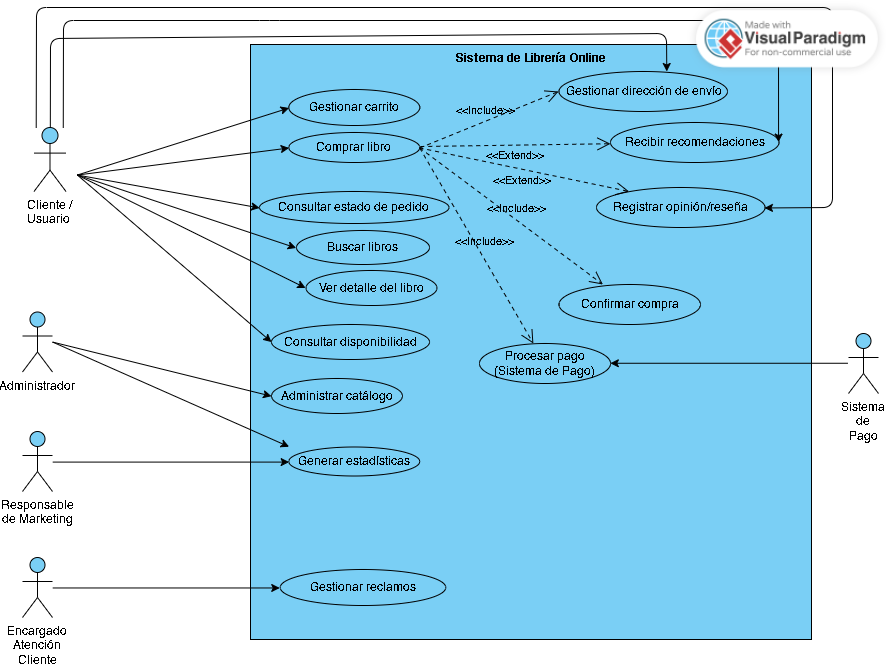 Made with
VisualParadigm
For non-commercial use
Sistema de Librería Online
Gestionar dirección de envío
Gestionar carrito
<<Include>>
Comprar libro
Recibir recomendaciones
<<Extend>>
<<Extend>>
Cliente /
Usuario
Consultar estado de pedido
<<Include>>
Registrar opinión/reseña
Buscar libros
<<Include>>
Ver detalle del libro
Confirmar compra
Consultar disponibilidad
Procesar pago
(Sistema de Pago)
Administrador
Administrar catálogo
Sistema
de
Pago
Generar estadísticas
Responsable
de Marketing
Gestionar reclamos
Encargado
Atención
Cliente